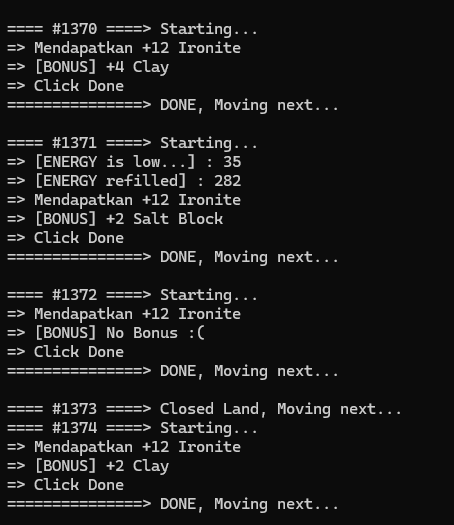 ==== #1370 ====> Starting...
=> Mendapatkan +12 Ironite
=> [BONUS] +4 Clay
=> Click Done
===============> DONE, Moving next...
==== #1371 ====> Starting...
=> [ENERGY is low...] : 35
=> [ENERGY refilled] : 282
=> Mendapatkan +12 Ironite
=> [BONUS] +2 Salt Block
=> Click Done
===============> DONE, Moving next...
==== #1372 ====> Starting...
=> Mendapatkan +12 Ironite
=> [BONUS] No Bonus :(
=> Click Done
===============> DONE, Moving next...
==== #1373 ====> Closed Land, Moving next...
==== #1374 ====> Starting...
=> Mendapatkan +12 Ironite
=> [BONUS] +2 Clay
=> Click Done
===============> DONE, Moving next...